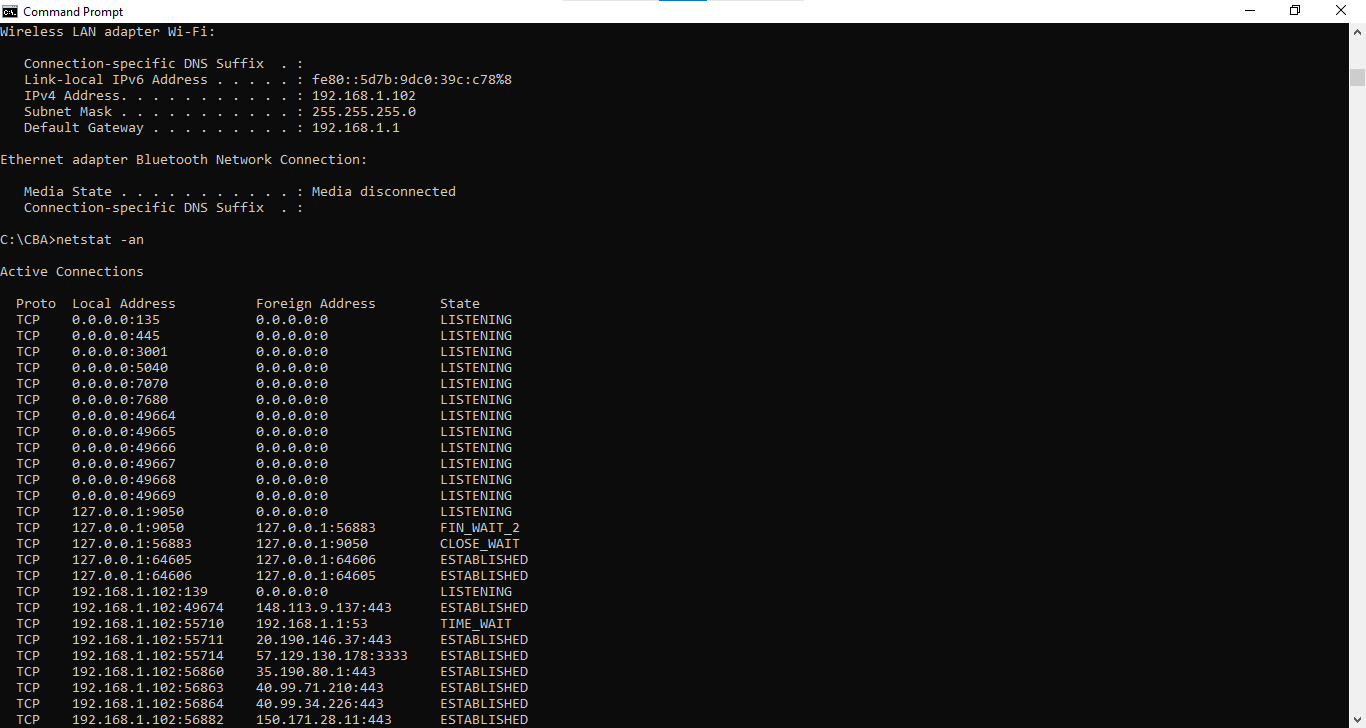 Command Prompt
Wireless LAN adapter Wi-Fi:
Connection-specific DNS Suffix  . :
Link-local IPv6 Address . . . . . : fe80::5d7b:9dc0:39c:c78%8
IPv4 Address. . . . . . . . . . . : 192.168.1.102
Subnet Mask . . . . . . . . . . . : 255.255.255.0
Default Gateway . . . . . . . . . : 192.168.1.1
Ethernet adapter Bluetooth Network Connection:
Media State . . . . . . . . . . . : Media disconnected
Connection-specific DNS Suffix  . :
C:\CBA>netstat -an
Active Connections
Proto  Local Address          Foreign Address        State
TCP    0.0.0.0:135            0.0.0.0:0              LISTENING
TCP    0.0.0.0:445            0.0.0.0:0              LISTENING
TCP    0.0.0.0:3001           0.0.0.0:0              LISTENING
TCP    0.0.0.0:5040           0.0.0.0:0              LISTENING
TCP    0.0.0.0:7070           0.0.0.0:0              LISTENING
TCP    0.0.0.0:7680           0.0.0.0:0              LISTENING
TCP    0.0.0.0:49664          0.0.0.0:0              LISTENING
TCP    0.0.0.0:49665          0.0.0.0:0              LISTENING
TCP    0.0.0.0:49666          0.0.0.0:0              LISTENING
TCP    0.0.0.0:49667          0.0.0.0:0              LISTENING
TCP    0.0.0.0:49668          0.0.0.0:0              LISTENING
TCP    0.0.0.0:49669          0.0.0.0:0              LISTENING
TCP    127.0.0.1:9050         0.0.0.0:0              LISTENING
TCP    127.0.0.1:9050         127.0.0.1:56883        FIN_WAIT_2
TCP    127.0.0.1:56883        127.0.0.1:9050         CLOSE_WAIT
TCP    127.0.0.1:64605        127.0.0.1:64606        ESTABLISHED
TCP    127.0.0.1:64606        127.0.0.1:64605        ESTABLISHED
TCP    192.168.1.102:139      0.0.0.0:0              LISTENING
TCP    192.168.1.102:49674    148.113.9.137:443      ESTABLISHED
TCP    192.168.1.102:55710    192.168.1.1:53         TIME_WAIT
TCP    192.168.1.102:55711    20.190.146.37:443      ESTABLISHED
TCP    192.168.1.102:55714    57.129.130.178:3333    ESTABLISHED
TCP    192.168.1.102:56860    35.190.80.1:443        ESTABLISHED
TCP    192.168.1.102:56863    40.99.71.210:443       ESTABLISHED
TCP    192.168.1.102:56864    40.99.34.226:443       ESTABLISHED
TCP    192.168.1.102:56882    150.171.28.11:443      ESTABLISHED